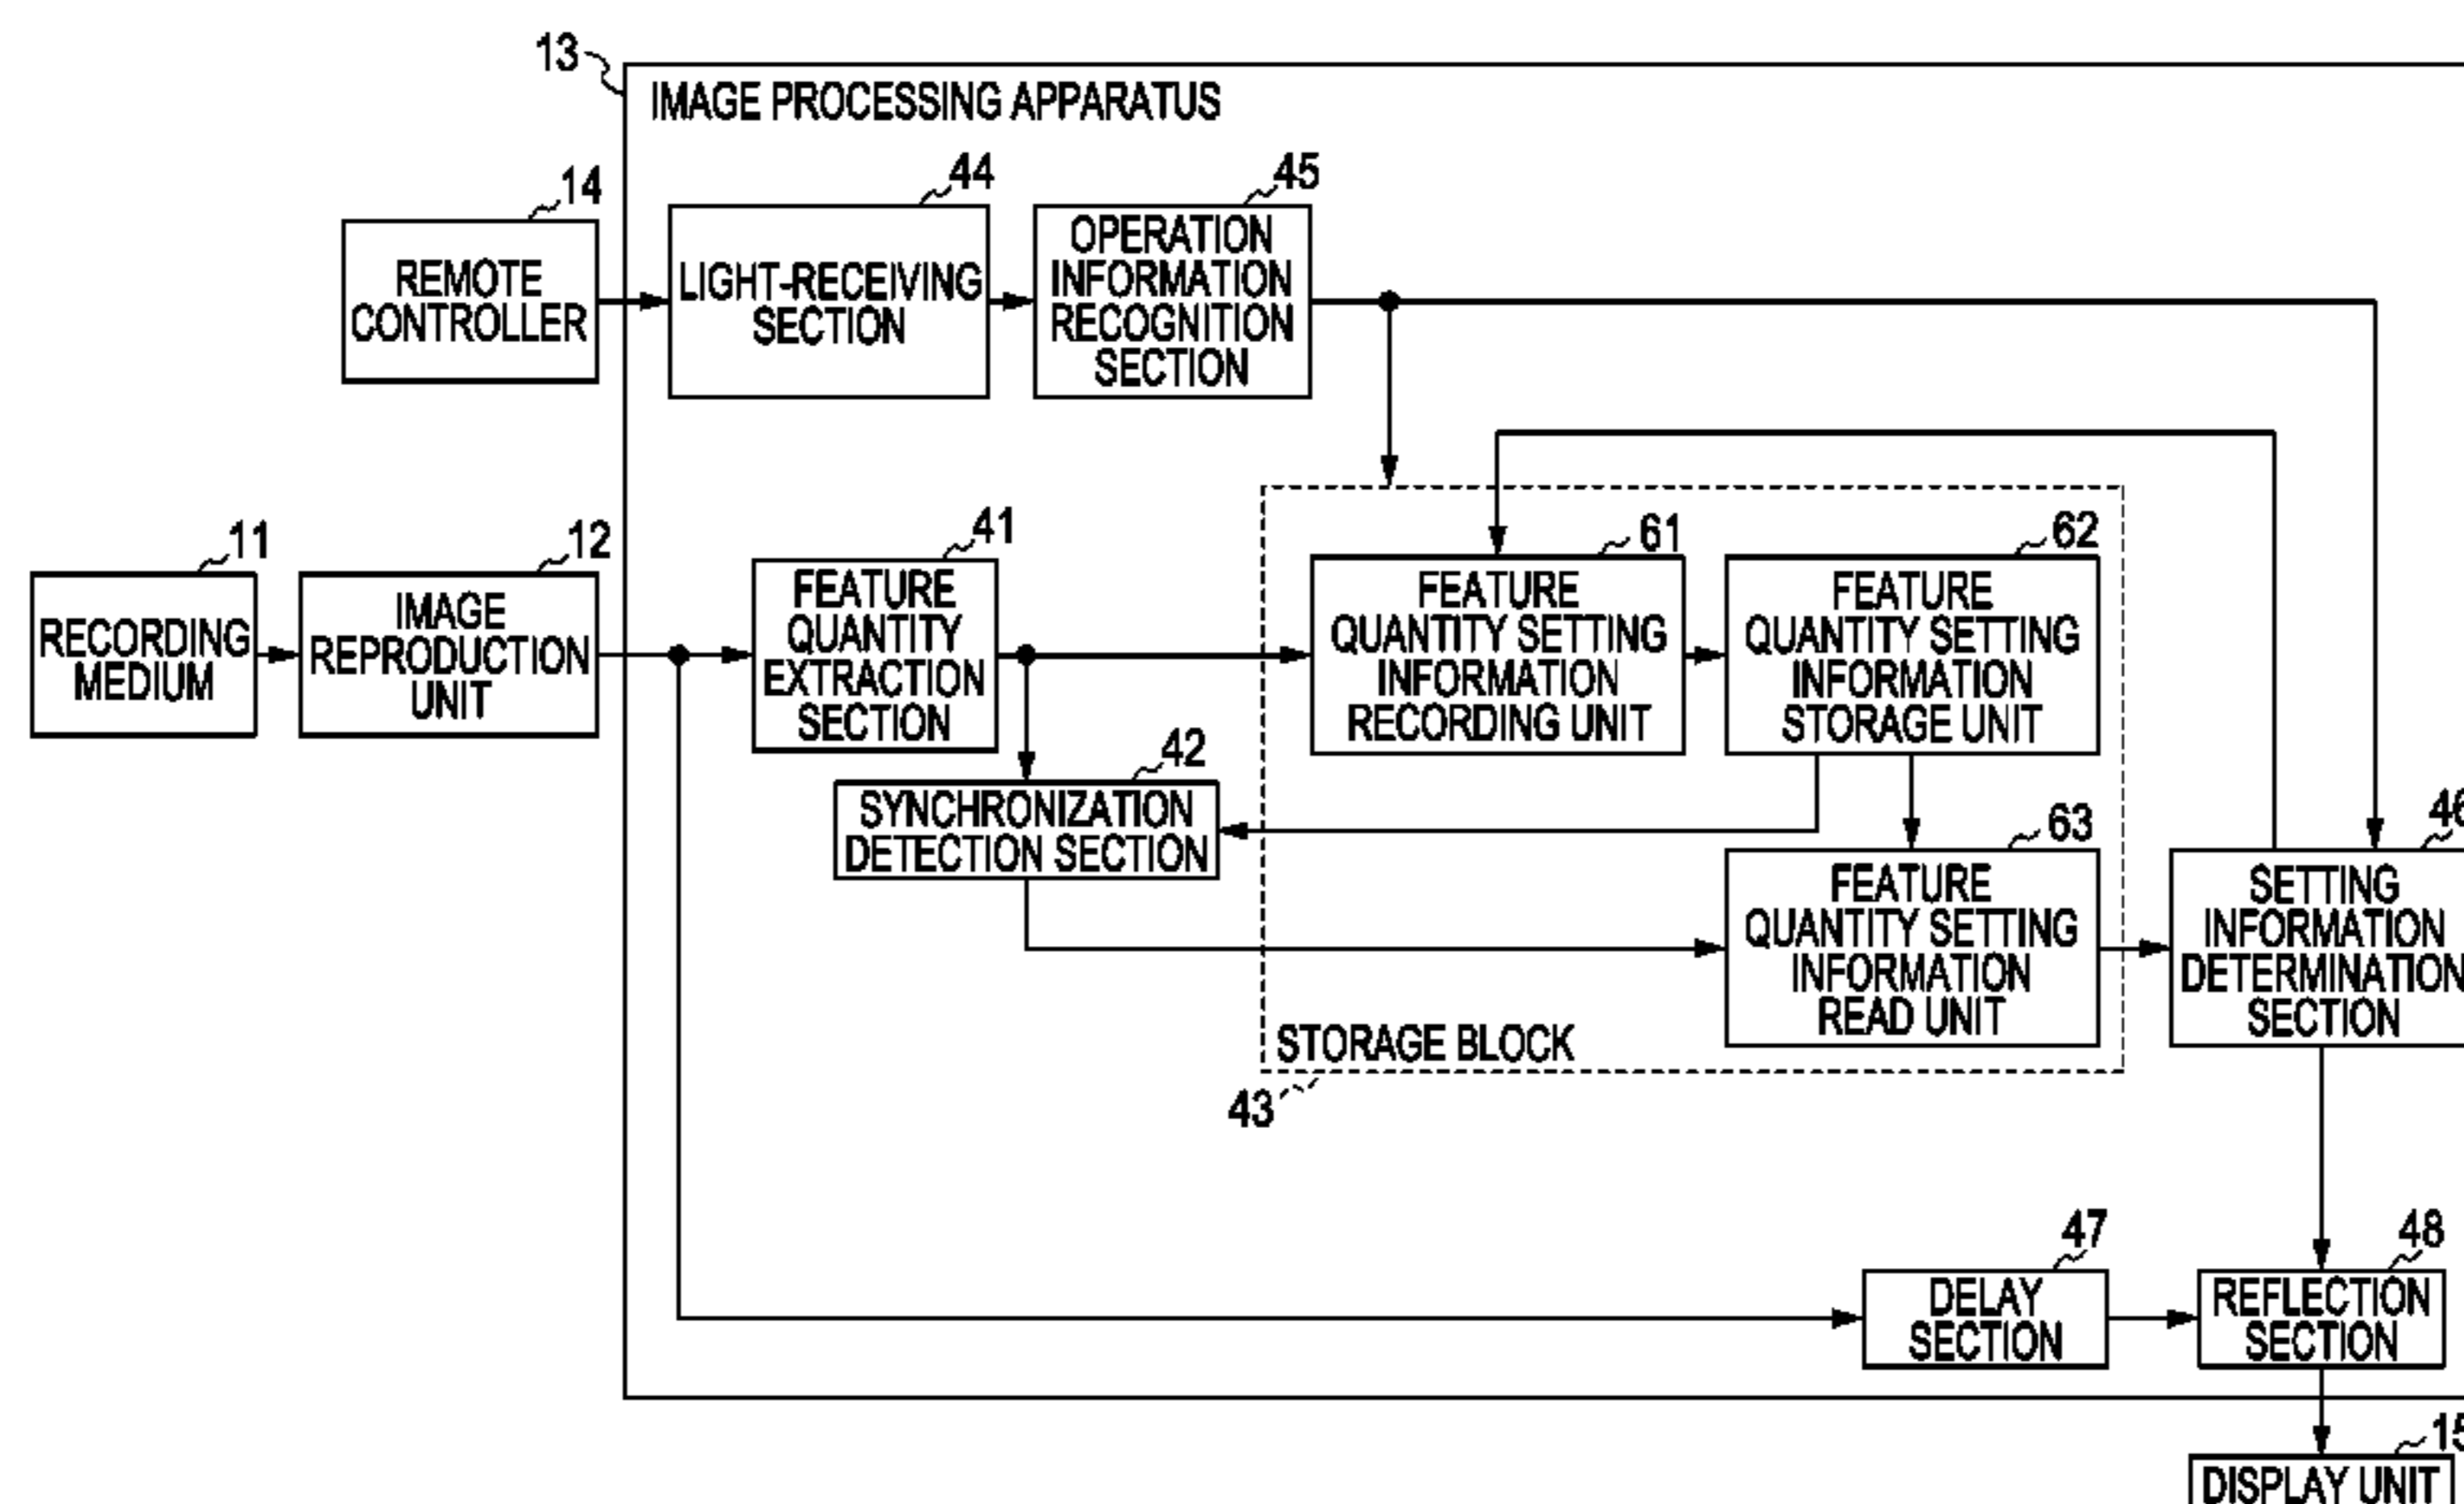 13
IMAGE PROCESSING APPARATUS
14
REMOTE
CONTROLLER
44
LIGHT-RECEIVING
SECTION
45
OPERATION
INFORMATION
RECOGNITION
SECTION
11
RECORDING
MEDIUM
12
IMAGE
REPRODUCTION
UNIT
41
FEATURE
QUANTITY
EXTRACTION
SECTION
61
FEATURE
QUANTITY SETTING
INFORMATION
RECORDING UNIT
62
FEATURE
QUANTITY SETTING
INFORMATION
STORAGE UNIT
42
SYNCHRONIZATION
DETECTION SECTION
63
FEATURE
QUANTITY SETTING
INFORMATION
READ UNIT
46
SETTING
INFORMATION
DETERMINATION
SECTION
STORAGE BLOCK
43
47
DELAY
SECTION
48
REFLECTION
SECTION
15
DISPLAY UNIT